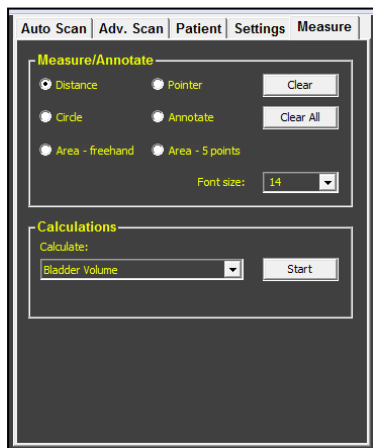 Auto Scan Adv. Scan Patient Settings Measure
Measure/Annotate
Distance Pointer Clear
Circle Annotate Clear All
Area - freehand Area - 5 points
Font size: 14
Calculations
Calculate:
Bladder Volume Start